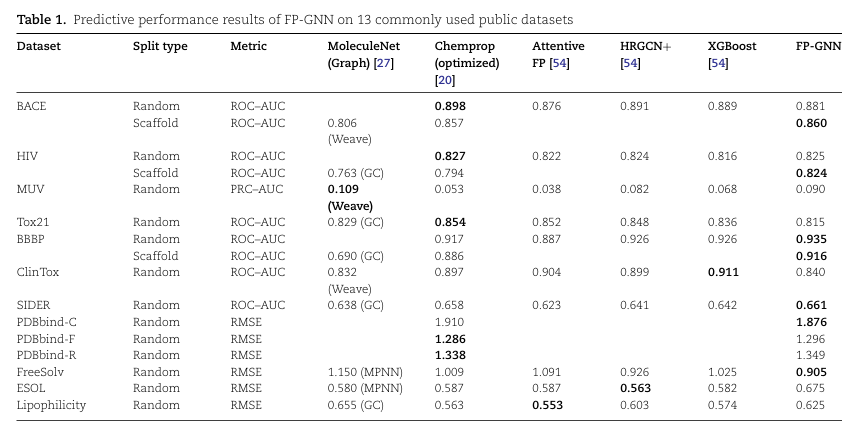 Table 1. Predictive performance results of FP-GNN on 13 commonly used public datasets
Dataset Split type Metric MoleculeNet Chemprop Attentive HRGCN+ XGBoost FP-GNN
(Graph) [27] (optimized) FP [54] [54] [54]
[20]
BACE Random ROC–AUC 0.898 0.876 0.891 0.889 0.881
Scaffold ROC–AUC 0.806 0.857 0.860
(Weave)
HIV Random ROC–AUC 0.827 0.822 0.824 0.816 0.825
Scaffold ROC–AUC 0.763 (GC) 0.794 0.824
MUV Random PRC–AUC 0.109 0.053 0.038 0.082 0.068 0.090
(Weave)
Tox21 Random ROC–AUC 0.829 (GC) 0.854 0.852 0.848 0.836 0.815
BBBP Random ROC–AUC 0.917 0.887 0.926 0.926 0.935
Scaffold ROC–AUC 0.690 (GC) 0.886 0.916
ClinTox Random ROC–AUC 0.832 0.897 0.904 0.899 0.911 0.840
(Weave)
SIDER Random ROC–AUC 0.638 (GC) 0.658 0.623 0.641 0.642 0.661
PDBbind-C Random RMSE 1.910 1.876
PDBbind-F Random RMSE 1.286 1.296
PDBbind-R Random RMSE 1.338 1.349
FreeSolv Random RMSE 1.150 (MPNN) 1.009 1.091 0.926 1.025 0.905
ESOL Random RMSE 0.580 (MPNN) 0.587 0.587 0.563 0.582 0.675
Lipophilicity Random RMSE 0.655 (GC) 0.563 0.553 0.603 0.574 0.625